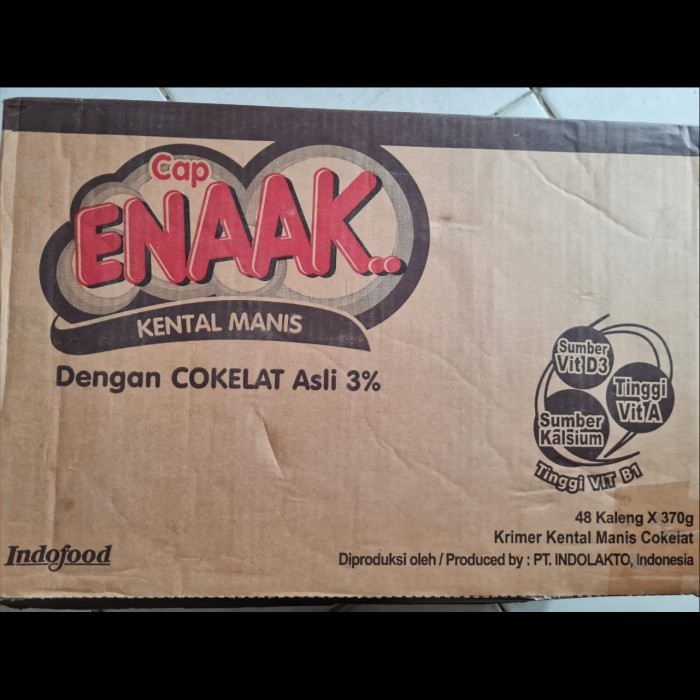 Cap
ENAAK..
KENTAL MANIS
Dengan COKELAT Asli 3%
Sumber
Vit D3
Tinggi
Vit A
Sumber
Kalsium
Tinggi VIT B1
48 Kaleng X 370g
Krimer Kental Manis Cokelat
Indofood
Diproduksi oleh / Produced by : PT. INDOLAKTO, Indonesia